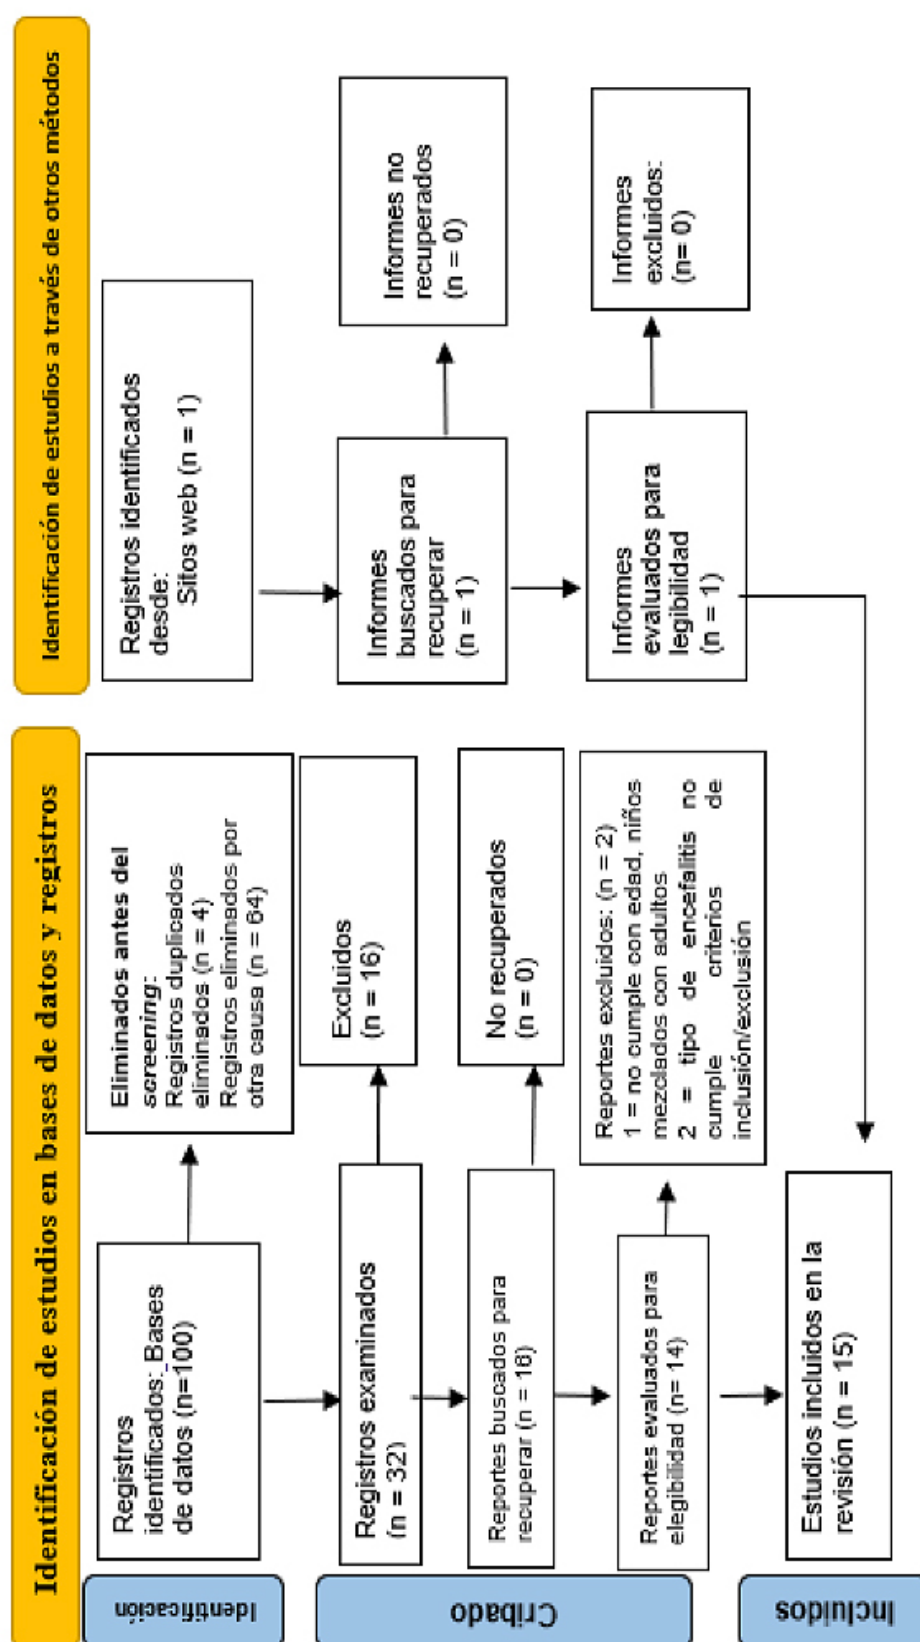 Identificación de estudios en bases de datos y registros
Identificación de estudios a través de otros métodos
Identificación
Registros
identificados: Bases
de datos (n=100)
Eliminados antes del
screening:
Registros duplicados
eliminados (n = 4)
Registros eliminados por
otra causa (n = 64)
Registros identificados
desde:
Sitos web (n = 1)
Cribado
Registros examinados
(n = 32)
Excluidos
(n = 16)
Informes
buscados para
recuperar
(n = 1)
Informes no
recuperados
(n = 0)
Reportes buscados para
recuperar (n = 16)
No recuperados
(n = 0)
Reportes evaluados para
elegibilidad (n= 14)
Reportes excluidos: (n = 2)
1 = no cumple con edad, niños
mezclados con adultos
2 = tipo de encefalitis no
cumple criterios de
inclusión/exclusión
Informes
evaluados para
legibilidad
(n = 1)
Informes
excluidos:
(n= 0)
Incluidos
Estudios incluidos en la
revisión (n = 15)